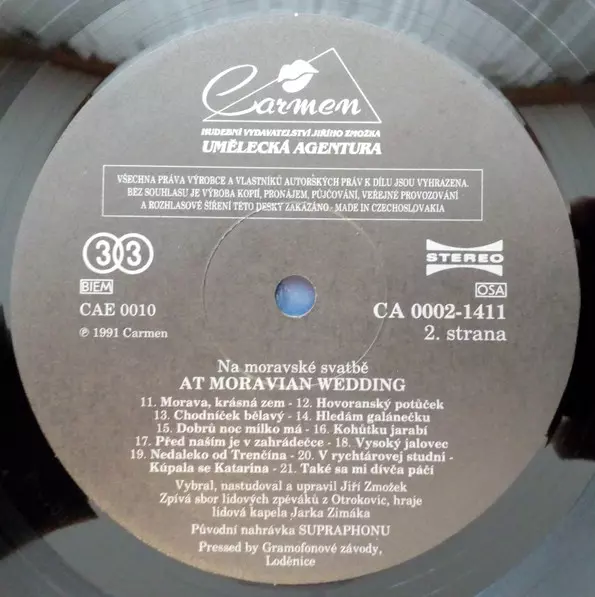 Carmen
HUDEBNÍ VYDAVATELSTVÍ JIŘÍHO ZMOŽKA
UMĚLECKÁ AGENTURA
VŠECHNA PRÁVA VÝROBCE A VLASTNÍKŮ AUTORSKÝCH PRÁV K DÍLU JSOU VYHRAZENA.
BEZ SOUHLASU JE VÝROBA KOPIÍ, PRONÁJEM, PŮJČOVÁNÍ, VEŘEJNÉ PROVOZOVÁNÍ
A ROZHLASOVÉ ŠÍŘENÍ TÉTO DESKY ZAKÁZÁNO · MADE IN CZECHOSLOVAKIA
33
STEREO
BIEM
OSA
CAE 0010
CA 0002-1411
℗ 1991 Carmen
2. strana
Na moravské svatbě
AT MORAVIAN WEDDING
11. Morava, krásná zem - 12. Hovoranský potůček
13. Chodníček bělavý - 14. Hledám galánečku
15. Dobrů noc milko má - 16. Kohůtku jarabí
17. Před naším je v zahrádečce - 18. Vysoký jalovec
19. Nedaleko od Trenčína - 20. V rychtárovej studni -
Kúpala se Katarina - 21. Také sa mi dívča páčí
Vybral, nastudoval a upravil Jiří Zmožek
Zpívá sbor lidových zpěváků z Otrokovic, hraje
lidová kapela Jarka Zimáka
Původní nahrávka SUPRAPHONU
Pressed by Gramofonové závody,
Loděnice